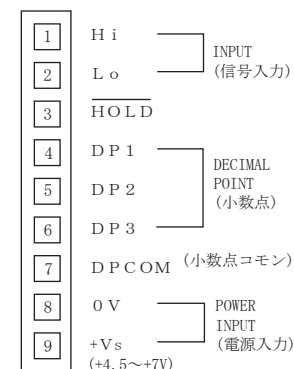 1 Hi
2 Lo
INPUT
(信号入力)
3 HOLD
4 DP1
5 DP2
6 DP3
DECIMAL
POINT
(小数点)
7 DPCOM (小数点コモン)
8 0V
9 +Vs
(+4.5～+7V)
POWER
INPUT
(電源入力)